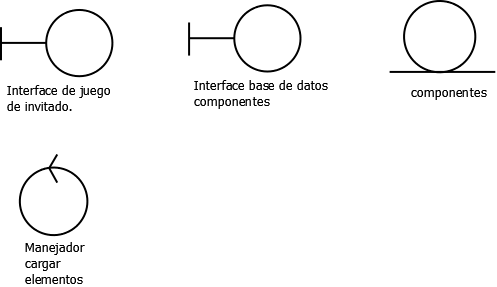 Interface de juego
de invitado.
Interface base de datos
componentes
componentes
Manejador
cargar
elementos